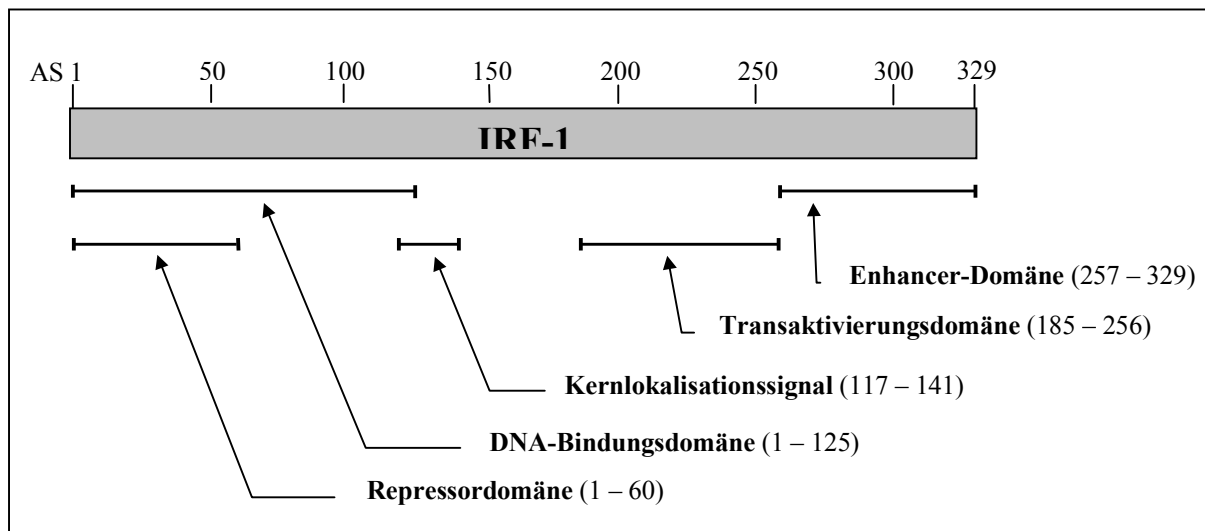 AS 1 50 100 150 200 250 300 329
IRF-1
Enhancer-Domäne (257 – 329)
Transaktivierungsdomäne (185 – 256)
Kernlokalisationssignal (117 – 141)
DNA-Bindungsdomäne (1 – 125)
Repressordomäne (1 – 60)